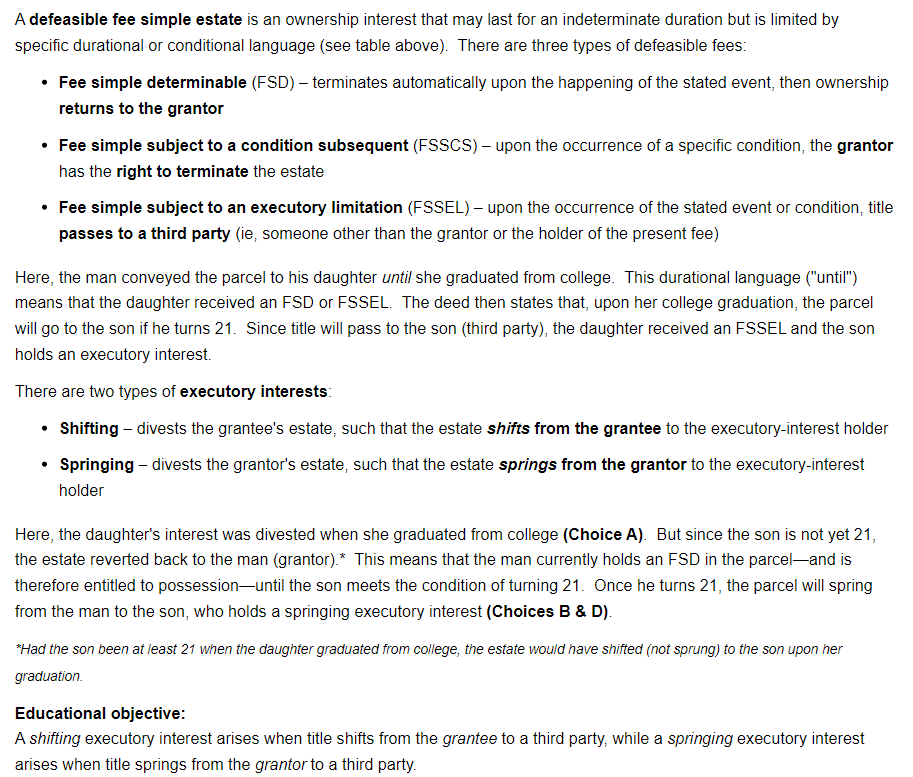 A defeasible fee simple estate is an ownership interest that may last for an indeterminate duration but is limited by
specific durational or conditional language (see table above). There are three types of defeasible fees:
• Fee simple determinable (FSD) – terminates automatically upon the happening of the stated event, then ownership
returns to the grantor
• Fee simple subject to a condition subsequent (FSSCS) – upon the occurrence of a specific condition, the grantor
has the right to terminate the estate
• Fee simple subject to an executory limitation (FSSEL) – upon the occurrence of the stated event or condition, title
passes to a third party (ie, someone other than the grantor or the holder of the present fee)
Here, the man conveyed the parcel to his daughter until she graduated from college. This durational language ("until")
means that the daughter received an FSD or FSSEL. The deed then states that, upon her college graduation, the parcel
will go to the son if he turns 21. Since title will pass to the son (third party), the daughter received an FSSEL and the son
holds an executory interest.
There are two types of executory interests:
• Shifting – divests the grantee's estate, such that the estate shifts from the grantee to the executory-interest holder
• Springing – divests the grantor's estate, such that the estate springs from the grantor to the executory-interest
holder
Here, the daughter's interest was divested when she graduated from college (Choice A). But since the son is not yet 21,
the estate reverted back to the man (grantor).* This means that the man currently holds an FSD in the parcel—and is
therefore entitled to possession—until the son meets the condition of turning 21. Once he turns 21, the parcel will spring
from the man to the son, who holds a springing executory interest (Choices B & D).
*Had the son been at least 21 when the daughter graduated from college, the estate would have shifted (not sprung) to the son upon her
graduation.
Educational objective:
A shifting executory interest arises when title shifts from the grantee to a third party, while a springing executory interest
arises when title springs from the grantor to a third party.